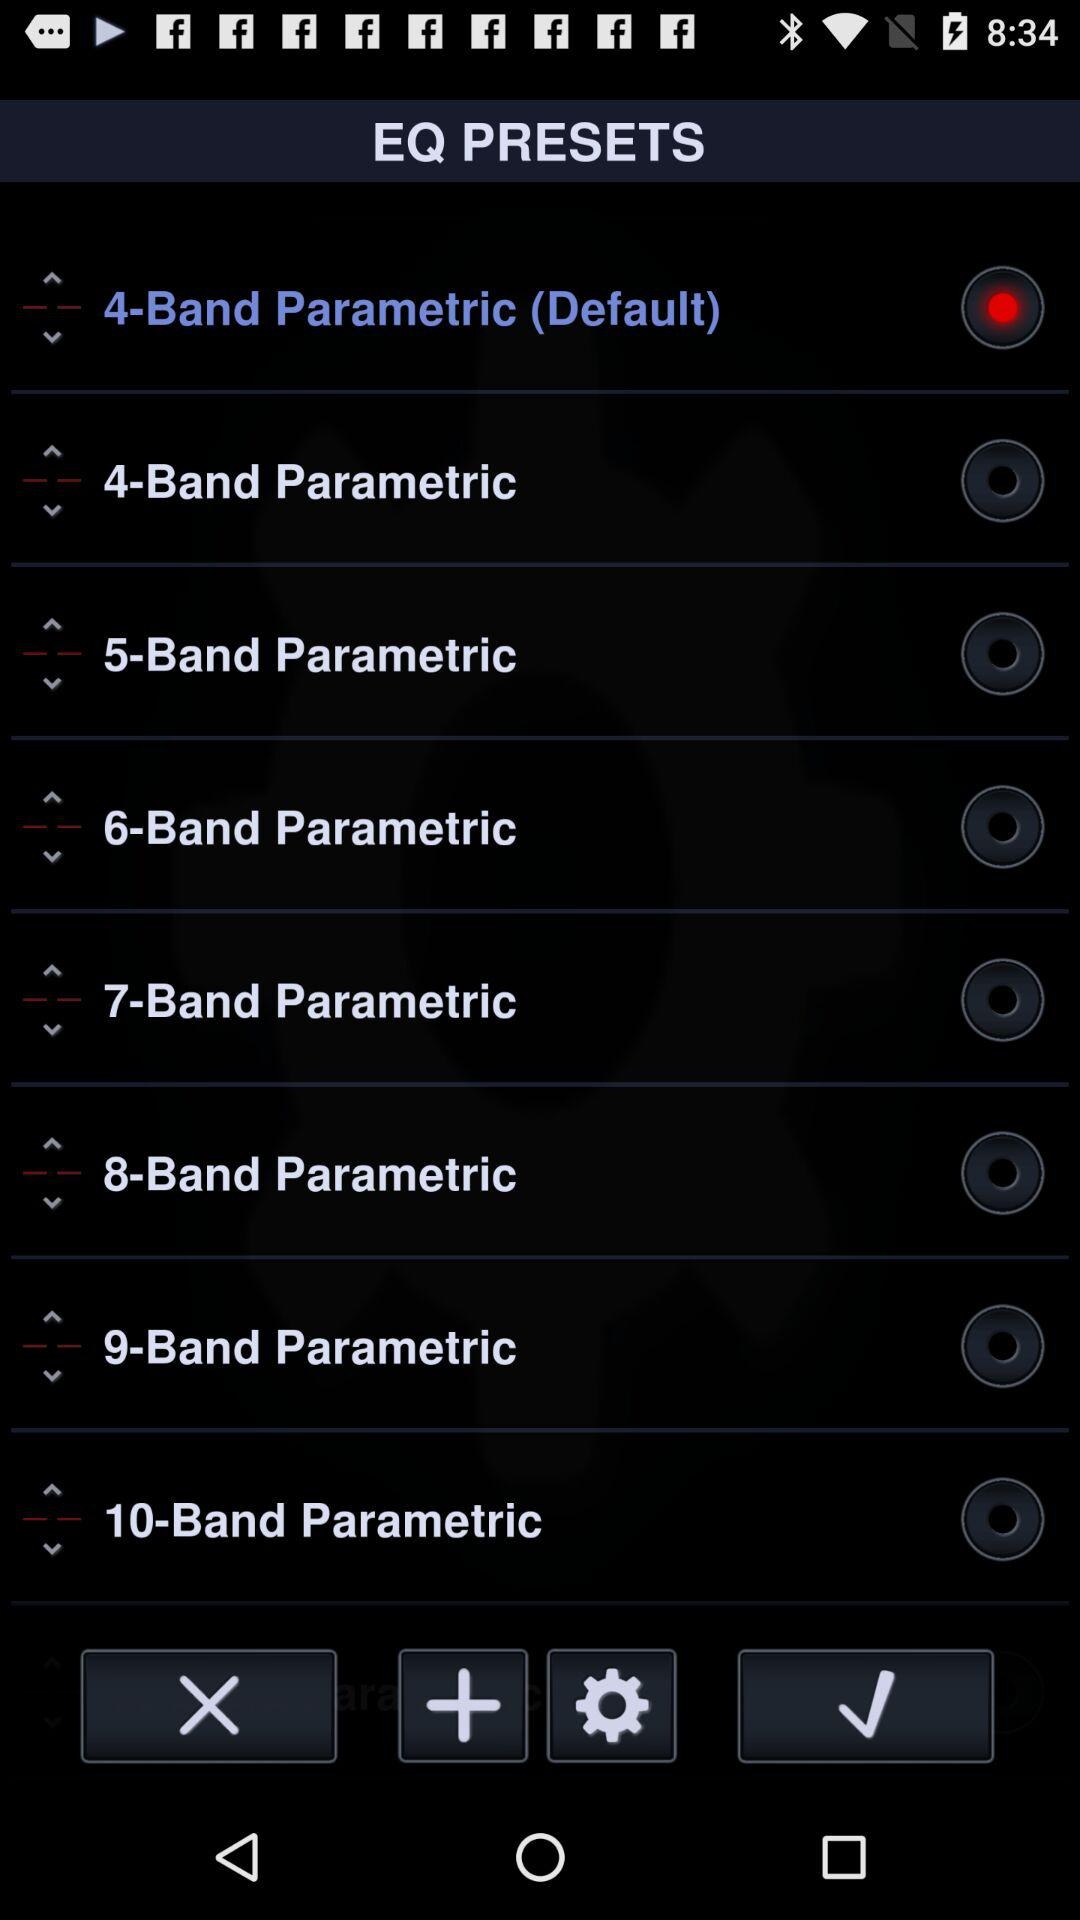 8:34
EQ PRESETS
4-Band Parametric (Default)
4-Band Parametric
5-Band Parametric
6-Band Parametric
7-Band Parametric
8-Band Parametric
9-Band Parametric
10-Band Parametric